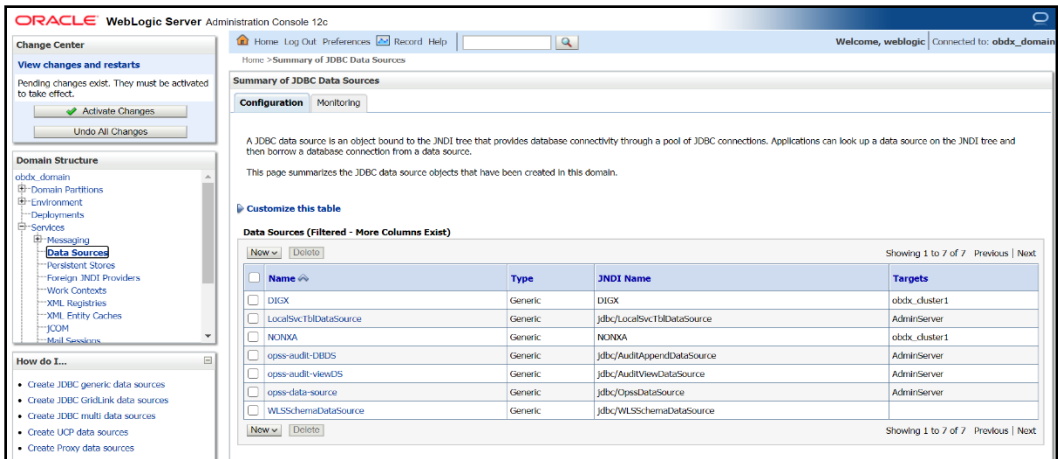 ORACLE WebLogic Server Administration Console 12c
Change Center
View changes and restarts
Pending changes exist. They must be activated
to take effect.
Activate Changes
Undo All Changes
Domain Structure
obdx_domain
Domain Partitions
Environment
Deployments
Services
Messaging
Data Sources
Persistent Stores
Foreign JNDI Providers
Work Contexts
XML Registries
XML Entity Caches
jCOM
Mail Sessions
How do I...
Create JDBC generic data sources
Create JDBC GridLink data sources
Create JDBC multi data sources
Create UCP data sources
Create Proxy data sources
Home Log Out Preferences Record Help
Welcome, weblogic Connected to: obdx_domain
Home >Summary of JDBC Data Sources
Summary of JDBC Data Sources
Configuration Monitoring
A JDBC data source is an object bound to the JNDI tree that provides database connectivity through a pool of JDBC connections. Applications can look up a data source on the JNDI tree and
then borrow a database connection from a data source.
This page summarizes the JDBC data source objects that have been created in this domain.
Customize this table
Data Sources (Filtered - More Columns Exist)
New Delete Showing 1 to 7 of 7 Previous | Next
Name Type JNDI Name Targets
DIGX Generic DIGX obdx_cluster1
LocalSvcTblDataSource Generic jdbc/LocalSvcTblDataSource AdminServer
NONXA Generic NONXA obdx_cluster1
opss-audit-DBDS Generic jdbc/AuditAppendDataSource AdminServer
opss-audit-viewDS Generic jdbc/AuditViewDataSource AdminServer
opss-data-source Generic jdbc/OpssDataSource AdminServer
WLSSchemaDataSource Generic jdbc/WLSSchemaDataSource
New Delete Showing 1 to 7 of 7 Previous | Next